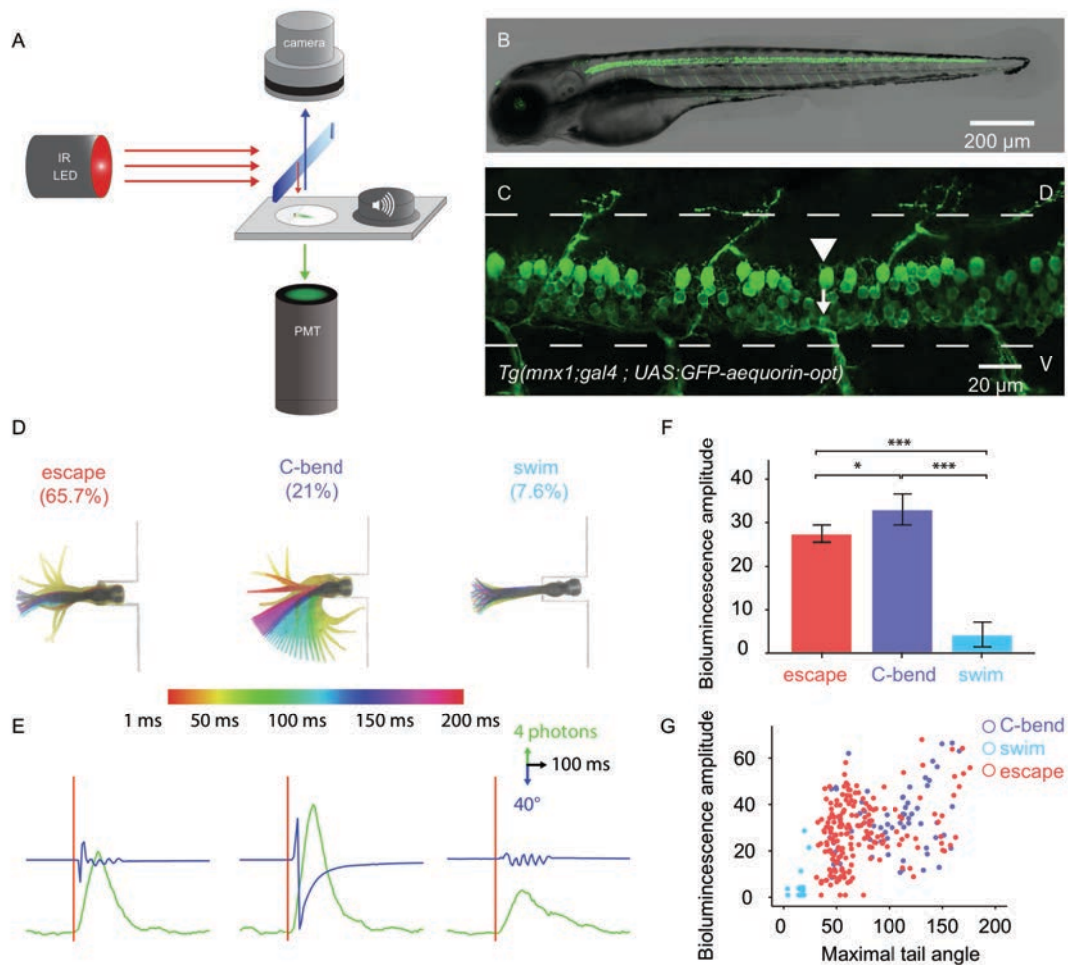 A
camera
IR
LED
PMT
B
200 µm
C
D
V
Tg(mnx1;gal4 ; UAS:GFP-aequorin-opt)
20 µm
D
escape
(65.7%)
C-bend
(21%)
swim
(7.6%)
1 ms 50 ms 100 ms 150 ms 200 ms
E
4 photons
100 ms
40°
F
Bioluminescence amplitude
40
30
20
10
0
***
* ***
escape C-bend swim
G
C-bend
swim
escape
Bioluminescence amplitude
60
40
20
0
0 50 100 150 200
Maximal tail angle